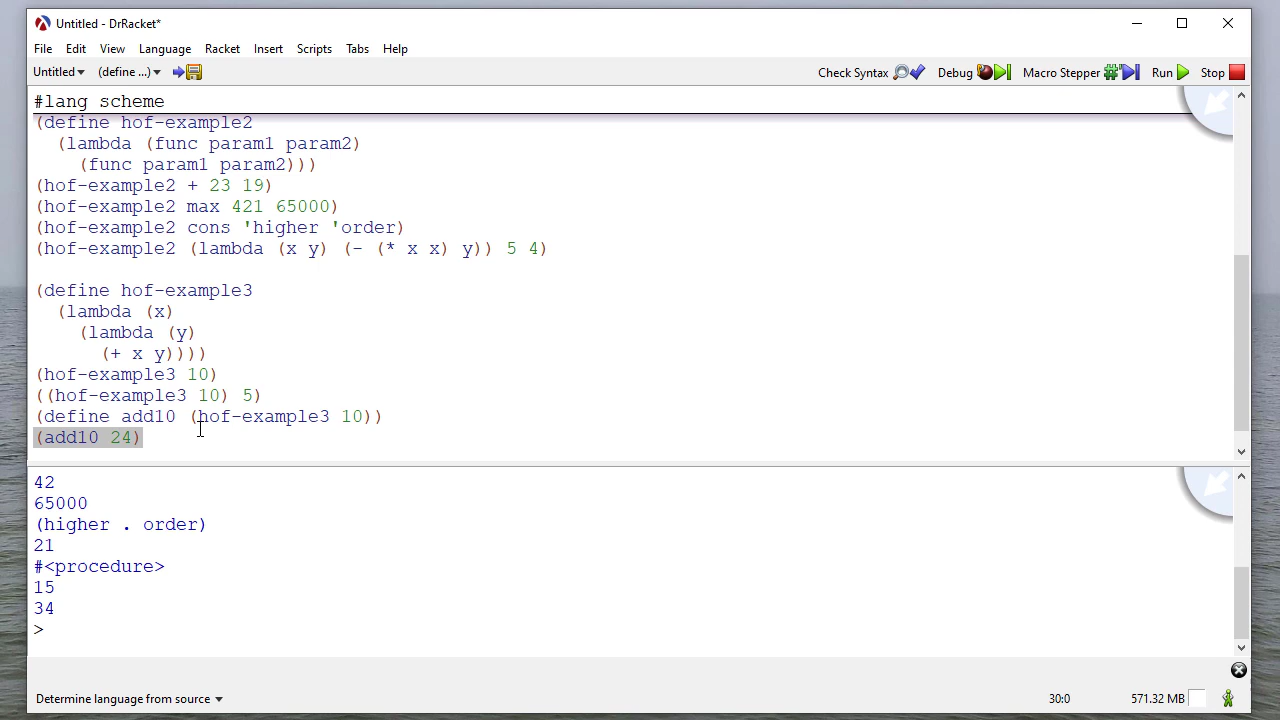 Untitled - DrRacket*
File Edit View Language Racket Insert Scripts Tabs Help
Untitled (define ...) Check Syntax Debug Macro Stepper Run Stop
#lang scheme
(define hof-example2
(lambda (func param1 param2)
(func param1 param2)))
(hof-example2 + 23 19)
(hof-example2 max 421 65000)
(hof-example2 cons 'higher 'order)
(hof-example2 (lambda (x y) (- (* x x) y)) 5 4)
(define hof-example3
(lambda (x)
(lambda (y)
(+ x y))))
(hof-example3 10)
((hof-example3 10) 5)
(define add10 (hof-example3 10))
(add10 24)
42
65000
(higher . order)
21
#<procedure>
15
34
>
Determine language from source 30:0 571.32 MB